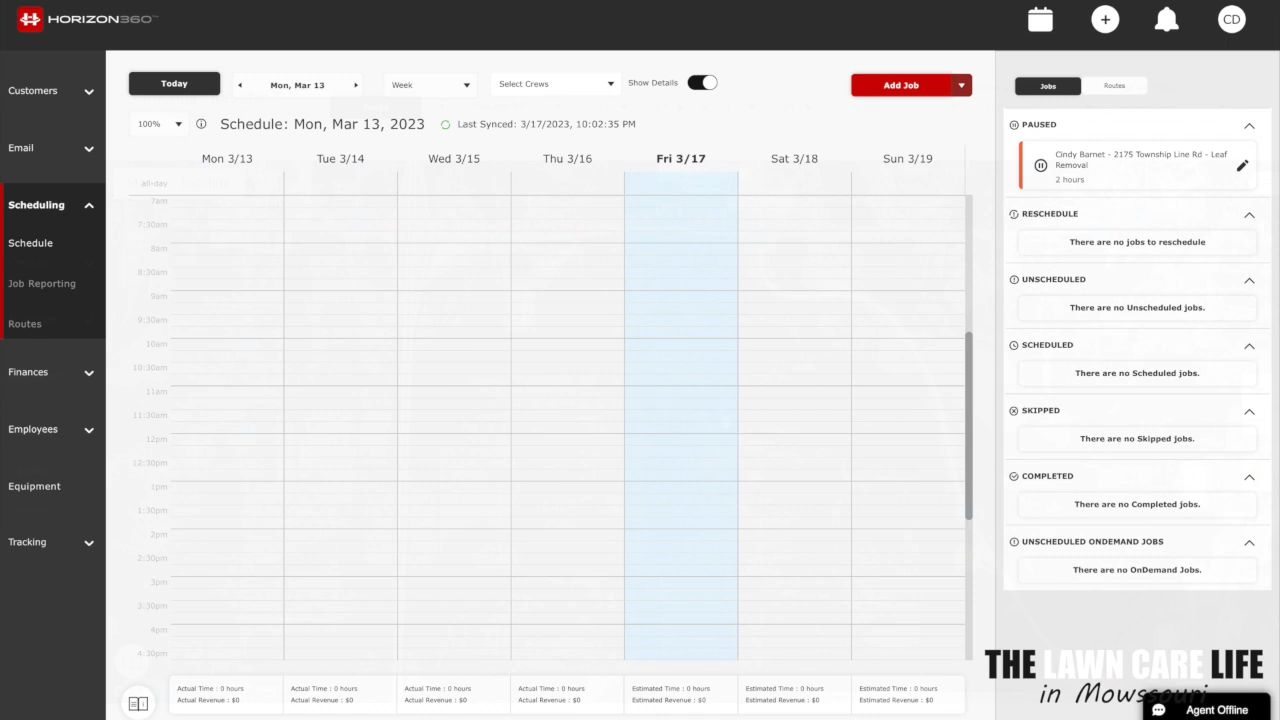 HORIZON360™
CD
Customers
Email
Scheduling
Schedule
Job Reporting
Routes
Finances
Employees
Equipment
Tracking
Today
Mon, Mar 13
Week
Select Crews
Show Details
Add Job
100%
Schedule: Mon, Mar 13, 2023
Last Synced: 3/17/2023, 10:02:35 PM
Mon 3/13
Tue 3/14
Wed 3/15
Thu 3/16
Fri 3/17
Sat 3/18
Sun 3/19
all-day
7am
7:30am
8am
8:30am
9am
9:30am
10am
10:30am
11am
11:30am
12pm
12:30pm
1pm
1:30pm
2pm
2:30pm
3pm
3:30pm
4pm
4:30pm
Actual Time : 0 hours
Actual Revenue : $0
Actual Time : 0 hours
Actual Revenue : $0
Actual Time : 0 hours
Actual Revenue : $0
Actual Time : 0 hours
Actual Revenue : $0
Estimated Time : 0 hours
Estimated Revenue : $0
Estimated Time : 0 hours
Estimated Revenue : $0
Estimated Time : 0 hours
Estimated Revenue : $0
Jobs
Routes
PAUSED
Cindy Barnet - 2175 Township Line Rd - Leaf
Removal
2 hours
RESCHEDULE
There are no jobs to reschedule
UNSCHEDULED
There are no Unscheduled jobs.
SCHEDULED
There are no Scheduled jobs.
SKIPPED
There are no Skipped jobs.
COMPLETED
There are no Completed jobs.
UNSCHEDULED ONDEMAND JOBS
There are no OnDemand Jobs.
THE LAWN CARE LIFE
in Mowssouri
Agent Offline